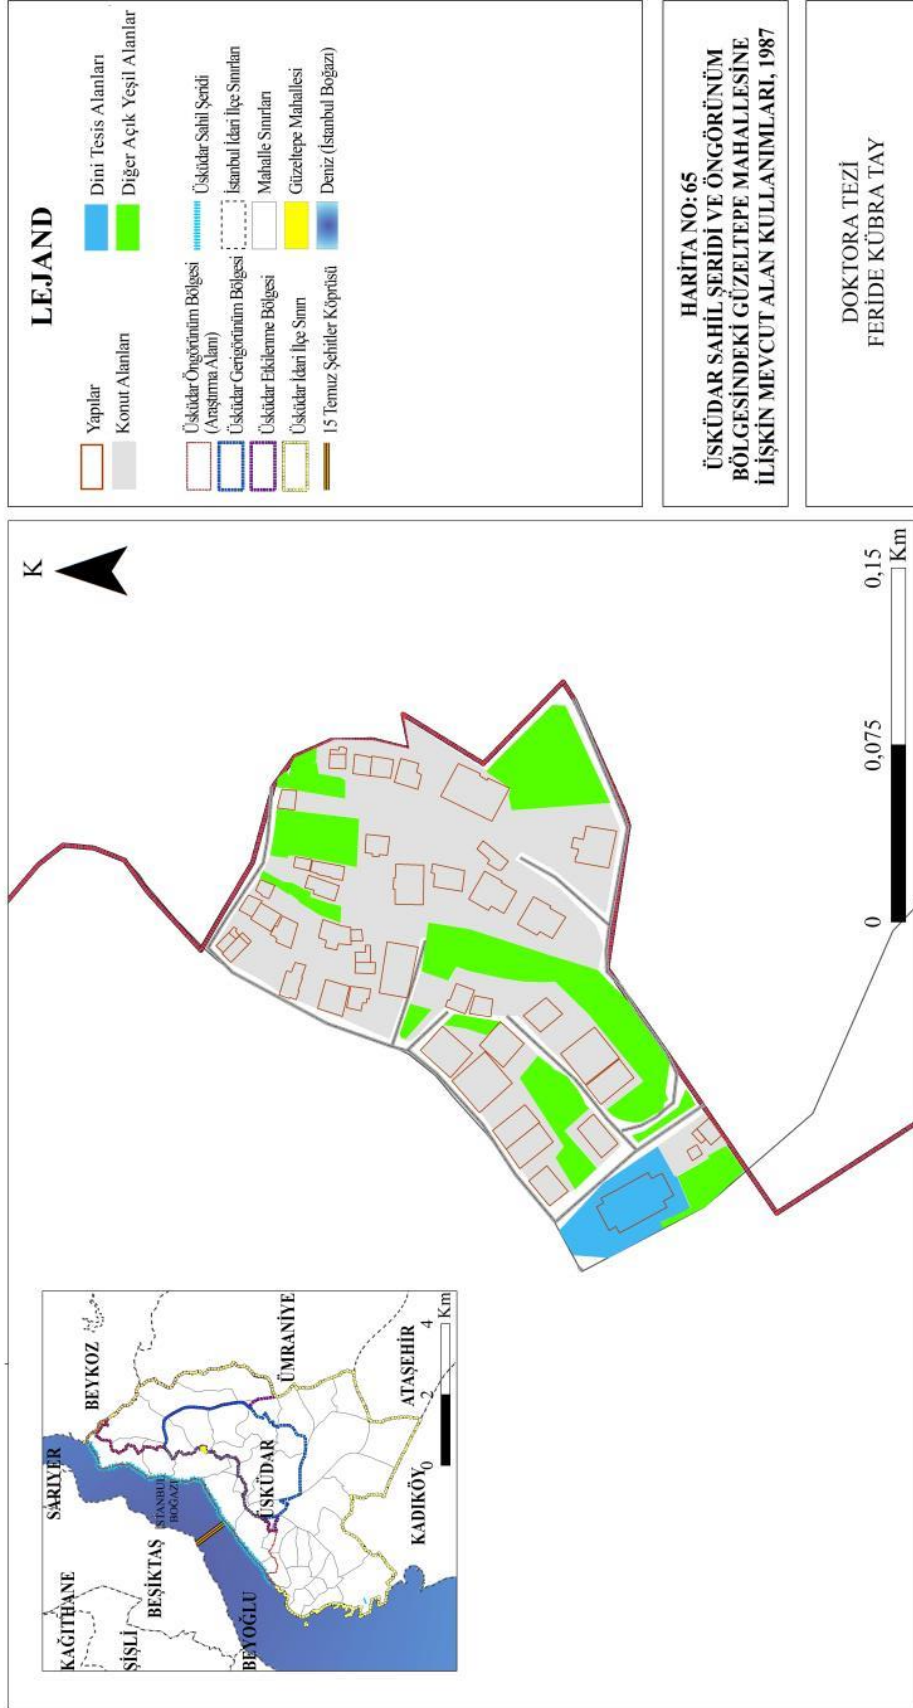 KAĞITHANE
SARIYER
BEYKOZ
ŞİŞLİ
BEŞİKTAŞ
İSTANBUL
BOĞAZI
BEYOĞLU
ÜSKÜDAR
ÜMRANİYE
KADIKÖY
ATAŞEHİR
0 2 4
Km
K
0 0,075 0,15
Km
LEJAND
Yapılar
Konut Alanları
Dini Tesis Alanları
Diğer Açık Yeşil Alanlar
Üsküdar Öngörünüm Bölgesi
(Araştırma Alanı)
Üsküdar Gerigörünüm Bölgesi
Üsküdar Etkilenme Bölgesi
Üsküdar İdari İlçe Sınırı
15 Temuz Şehitler Köprüsü
Üsküdar Sahil Şeridi
İstanbul İdari İlçe Sınırları
Mahalle Sınırları
Güzeltepe Mahallesi
Deniz (İstanbul Boğazı)
HARİTA NO: 65
ÜSKÜDAR SAHİL ŞERİDİ VE ÖNGÖRÜNÜM
BÖLGESİNDEKİ GÜZELTEPE MAHALLESİNE
İLİŞKİN MEVCUT ALAN KULLANIMLARI, 1987
DOKTORA TEZİ
FERİDE KÜBRA TAY